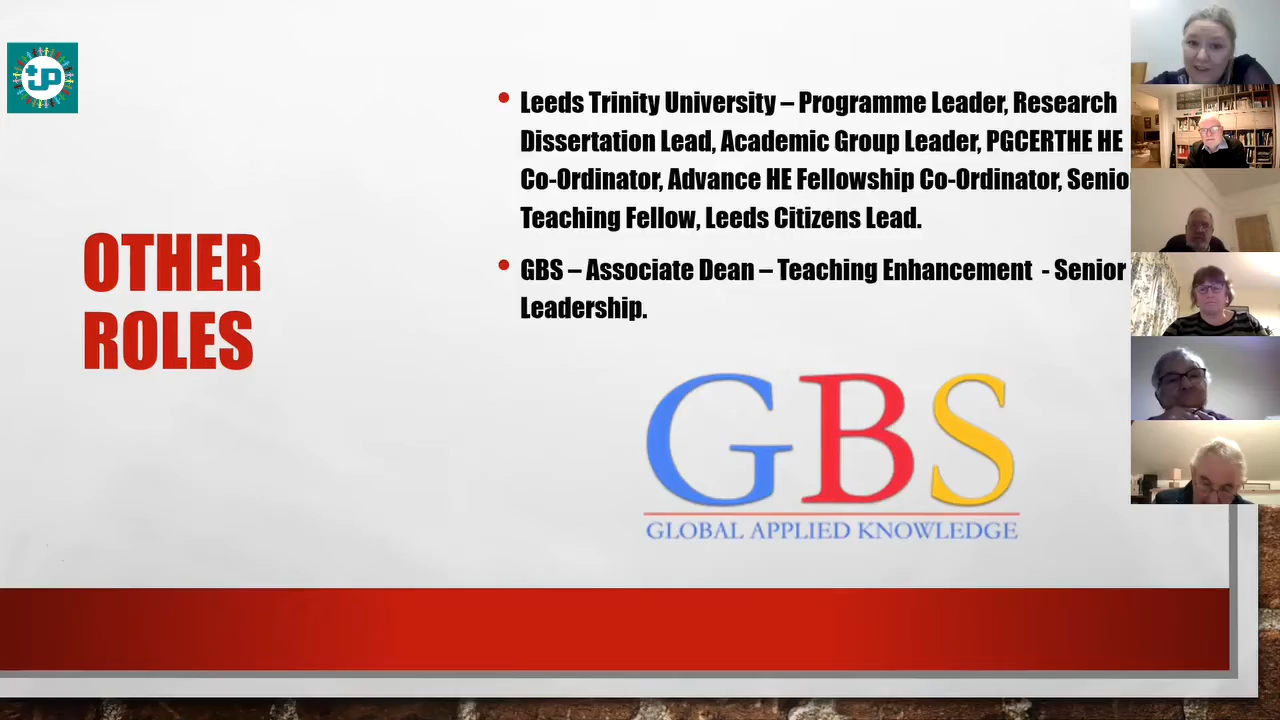 OTHER
ROLES
Leeds Trinity University – Programme Leader, Research
Dissertation Lead, Academic Group Leader, PGCERTHE HE
Co-Ordinator, Advance HE Fellowship Co-Ordinator, Senio
Teaching Fellow, Leeds Citizens Lead.
GBS – Associate Dean – Teaching Enhancement - Senior
Leadership.
GBS
GLOBAL APPLIED KNOWLEDGE